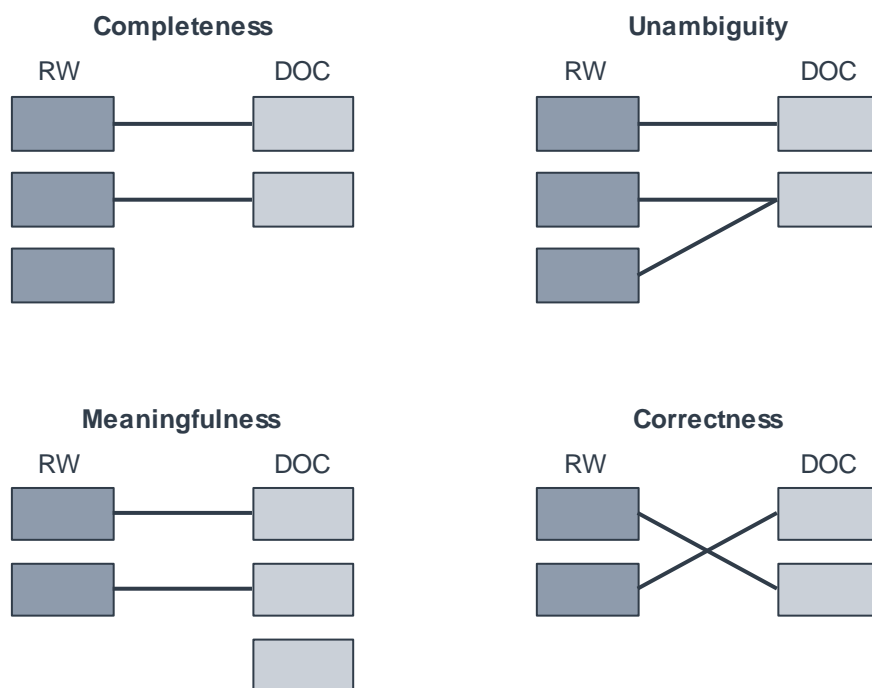 Completeness
RW DOC
Unambiguity
RW DOC
Meaningfulness
RW DOC
Correctness
RW DOC